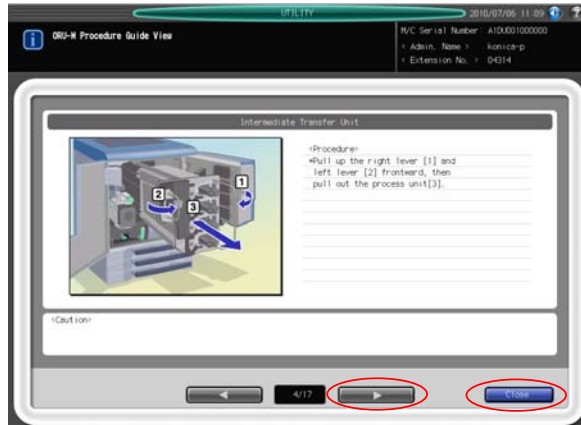 UTILITY
2010/07/06 11:09
ORU-M Procedure Guide View
M/C Serial Number: A1DU001000000
< Admin. Name > konica-p
< Extension No. > 04314
Intermediate Transfer Unit
<Procedure>
*Pull up the right lever [1] and
left lever [2] frontward, then
pull out the process unit[3].
1
2
3
<Caution>
4/17
Close